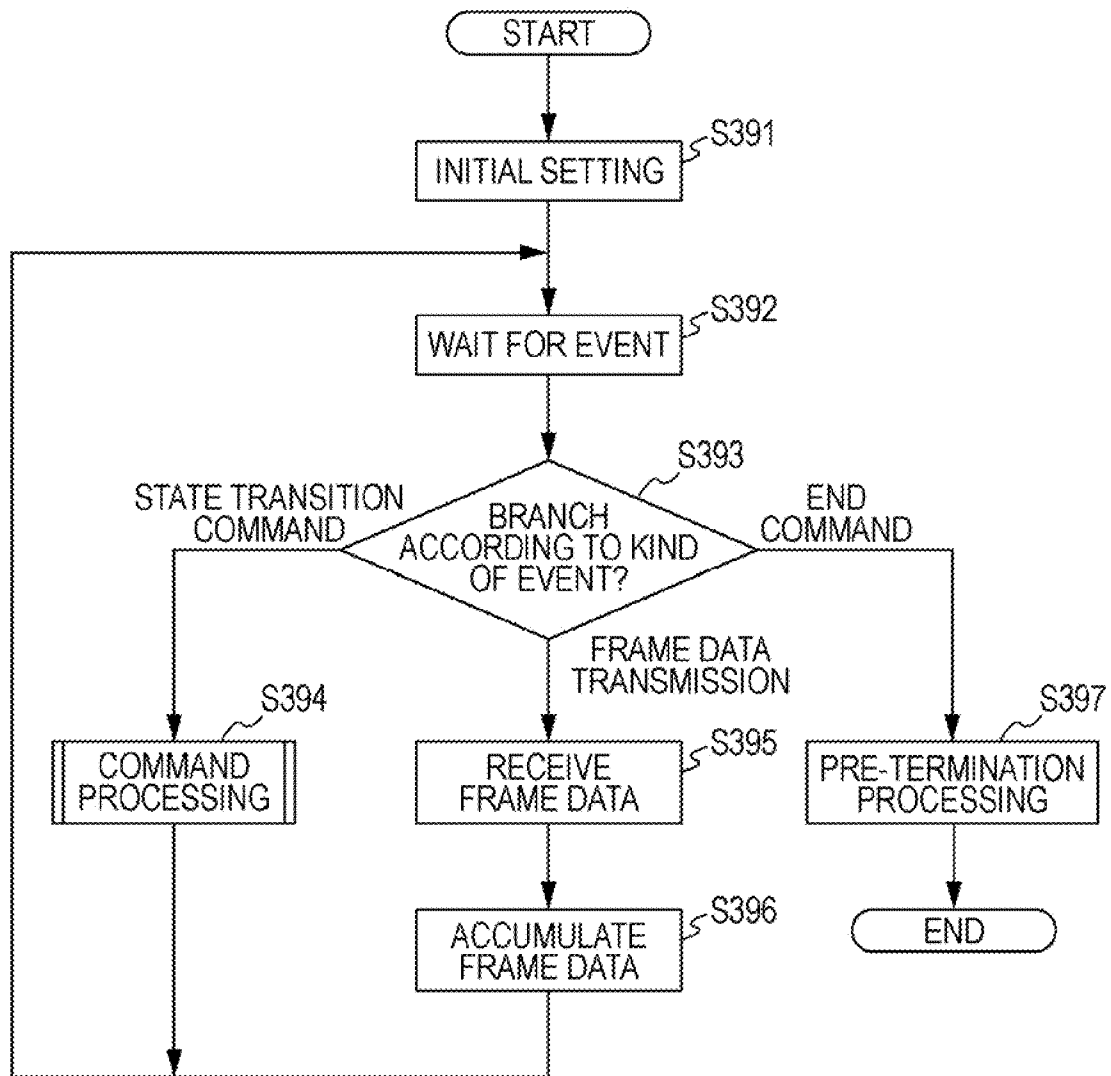 START
S391
INITIAL SETTING
S392
WAIT FOR EVENT
S393
STATE TRANSITION
COMMAND
BRANCH
ACCORDING TO KIND
OF EVENT?
END
COMMAND
FRAME DATA
TRANSMISSION
S394
COMMAND
PROCESSING
S395
RECEIVE
FRAME DATA
S397
PRE-TERMINATION
PROCESSING
S396
ACCUMULATE
FRAME DATA
END